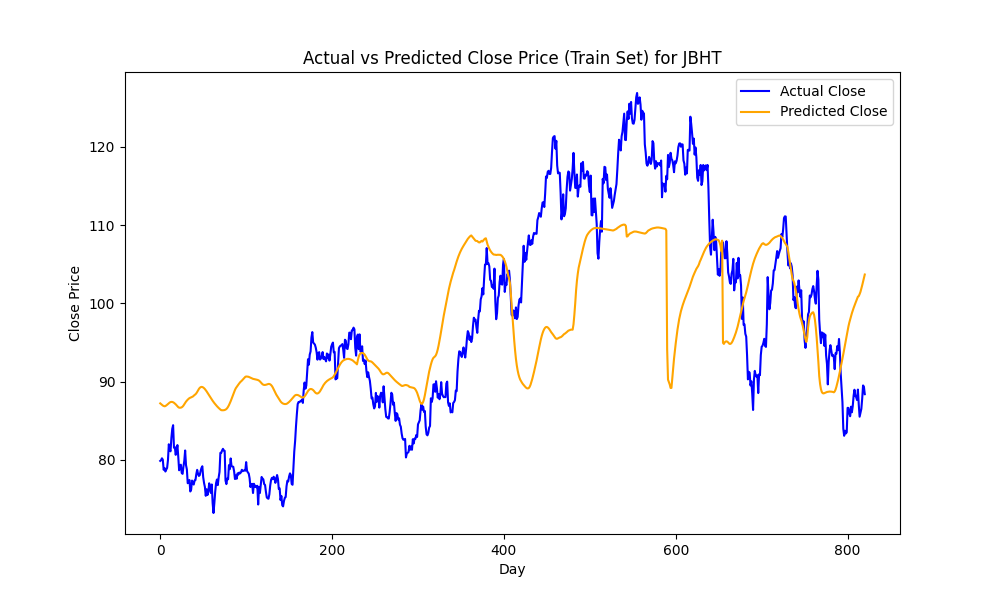 Actual vs Predicted Close Price (Train Set) for JBHT
Actual Close
Predicted Close
Close Price
120
110
100
90
80
0 200 400 600 800
Day